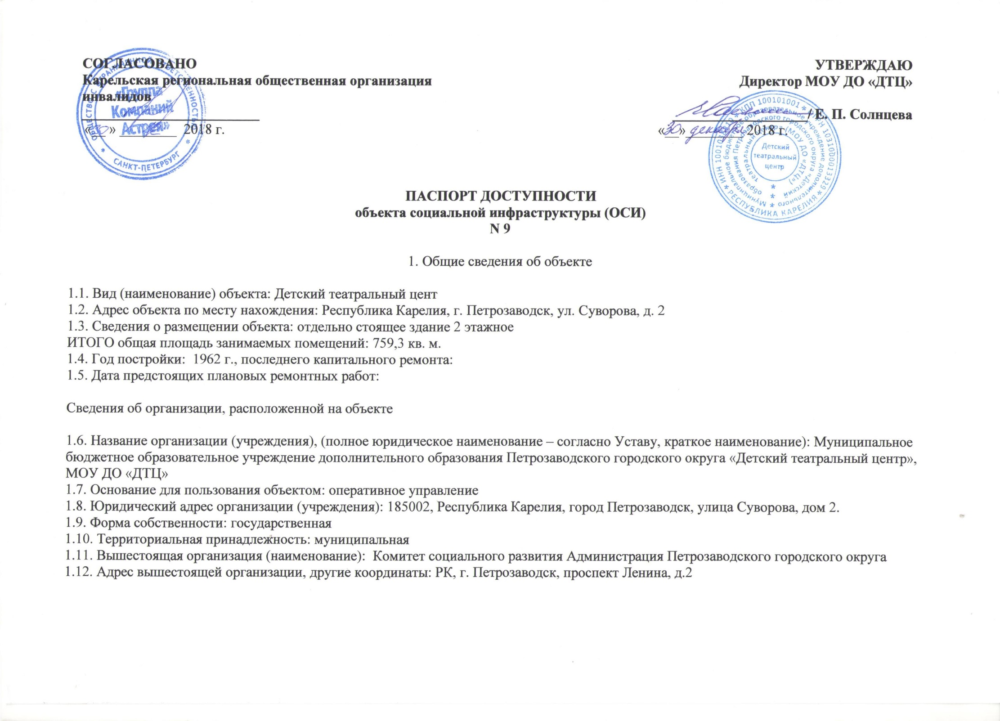 СОГЛАСОВАНО
Карельская региональная общественная организация
инвалидов
«30» 2018 г.
УТВЕРЖДАЮ
Директор МОУ ДО «ДТЦ»
/ Е. П. Солнцева
«30» декабря 2018 г.
ОБЩЕСТВО С ОГРАНИЧЕННОЙ ОТВЕТСТВЕННОСТЬЮ
«Группа
Компаний
Астрея»
* САНКТ-ПЕТЕРБУРГ *
КПП 100101001 * ОГРН 1031000013329 * РЕСПУБЛИКА КАРЕЛИЯ * ИНН
* Муниципальное бюджетное образовательное учреждение дополнительного
образования Петрозаводского городского округа «Детский
театральный центр» (МОУ ДО «ДТЦ»)
Детский
театральный
центр
ПАСПОРТ ДОСТУПНОСТИ
объекта социальной инфраструктуры (ОСИ)
N 9
1. Общие сведения об объекте
1.1. Вид (наименование) объекта: Детский театральный цент
1.2. Адрес объекта по месту нахождения: Республика Карелия, г. Петрозаводск, ул. Суворова, д. 2
1.3. Сведения о размещении объекта: отдельно стоящее здание 2 этажное
ИТОГО общая площадь занимаемых помещений: 759,3 кв. м.
1.4. Год постройки: 1962 г., последнего капитального ремонта:
1.5. Дата предстоящих плановых ремонтных работ:
Сведения об организации, расположенной на объекте
1.6. Название организации (учреждения), (полное юридическое наименование – согласно Уставу, краткое наименование): Муниципальное
бюджетное образовательное учреждение дополнительного образования Петрозаводского городского округа «Детский театральный центр»,
МОУ ДО «ДТЦ»
1.7. Основание для пользования объектом: оперативное управление
1.8. Юридический адрес организации (учреждения): 185002, Республика Карелия, город Петрозаводск, улица Суворова, дом 2.
1.9. Форма собственности: государственная
1.10. Территориальная принадлежность: муниципальная
1.11. Вышестоящая организация (наименование): Комитет социального развития Администрация Петрозаводского городского округа
1.12. Адрес вышестоящей организации, другие координаты: РК, г. Петрозаводск, проспект Ленина, д.2